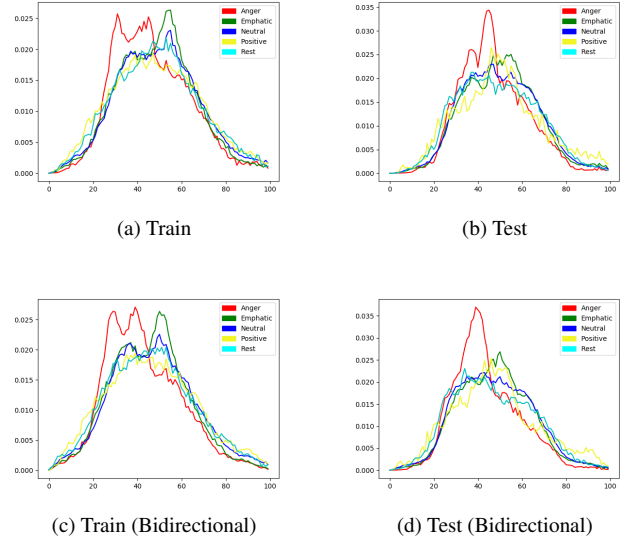 0.025
0.020
0.015
0.010
0.005
0.000
0 20 40 60 80 100
Anger
Emphatic
Neutral
Positive
Rest
(a) Train
0.035
0.030
0.025
0.020
0.015
0.010
0.005
0.000
0 20 40 60 80 100
Anger
Emphatic
Neutral
Positive
Rest
(b) Test
0.025
0.020
0.015
0.010
0.005
0.000
0 20 40 60 80 100
Anger
Emphatic
Neutral
Positive
Rest
(c) Train (Bidirectional)
0.035
0.030
0.025
0.020
0.015
0.010
0.005
0.000
0 20 40 60 80 100
Anger
Emphatic
Neutral
Positive
Rest
(d) Test (Bidirectional)